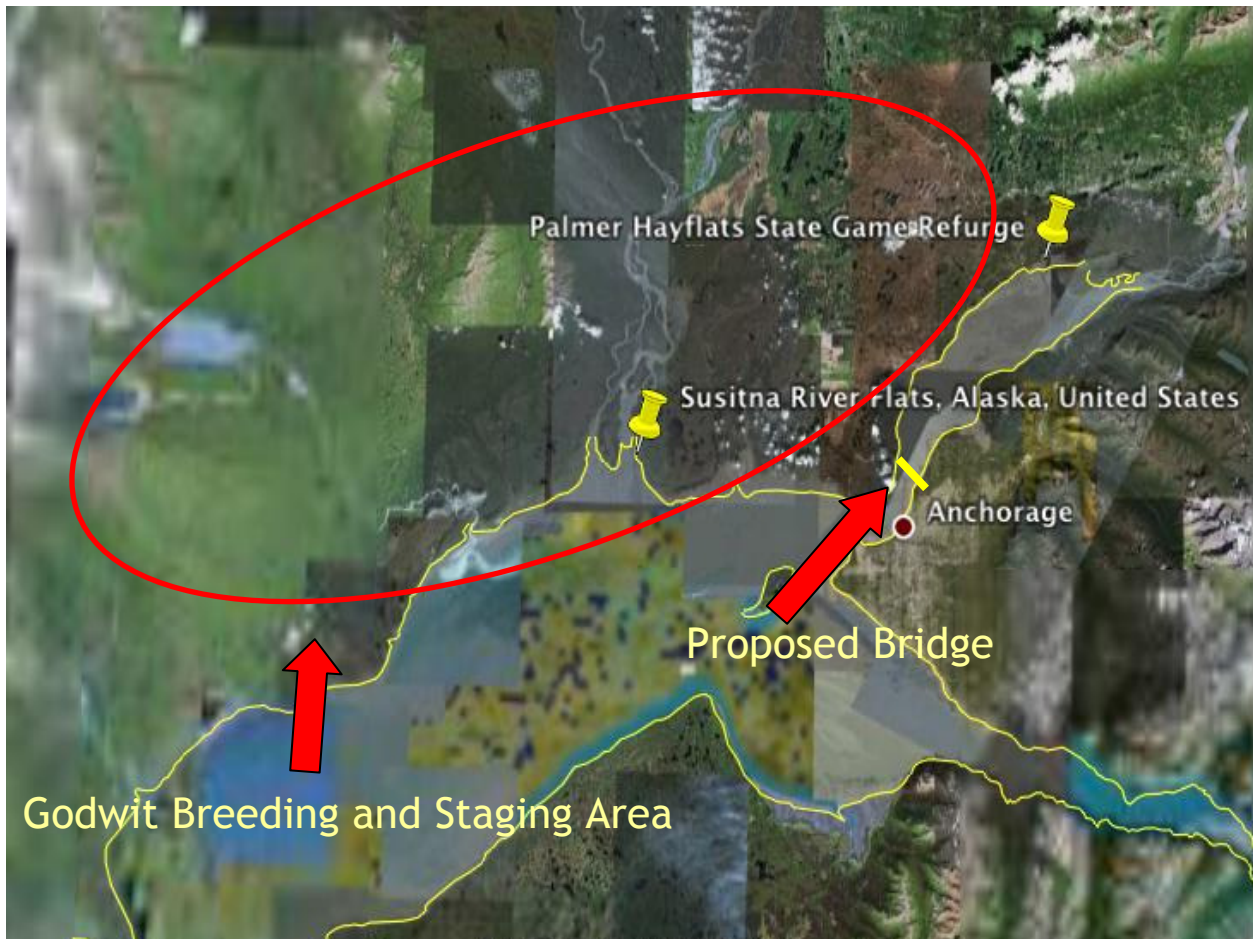 Palmer Hayflats State Game Refurge
Susitna River Flats, Alaska, United States
Anchorage
Proposed Bridge
Godwit Breeding and Staging Area